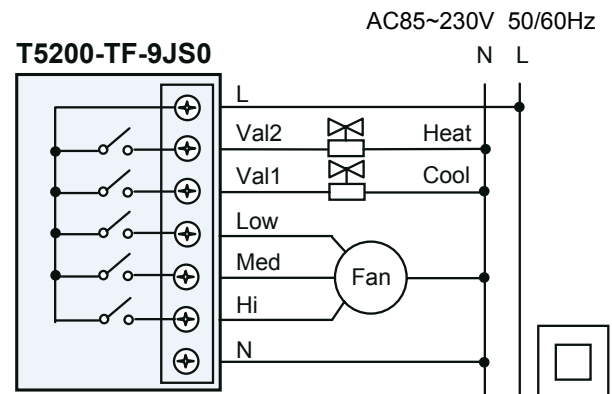 AC85~230V 50/60Hz
T5200-TF-9JS0
N L
L
Val2 Heat
Val1 Cool
Low
Med
Fan
Hi
N